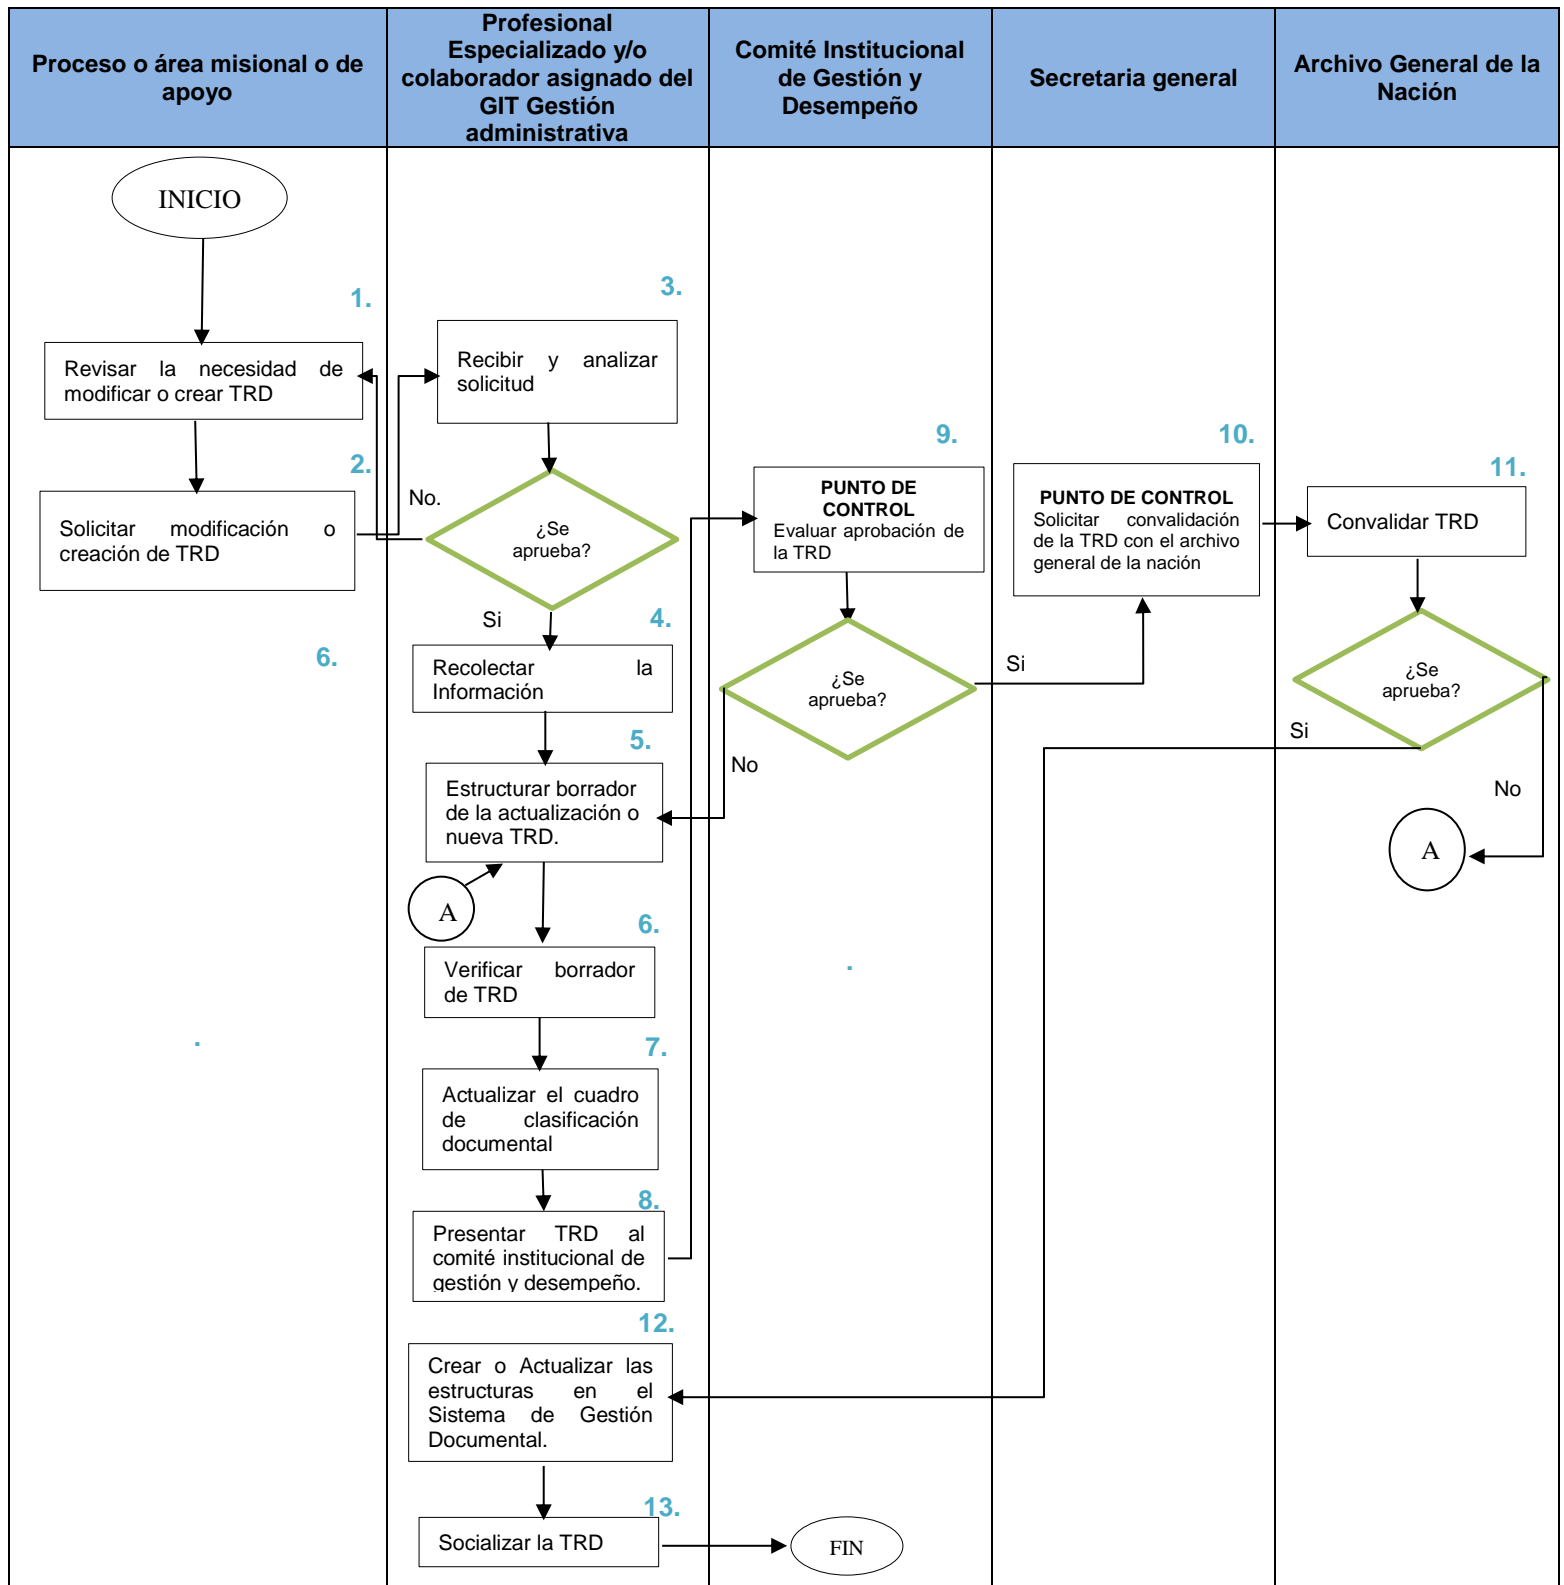 Proceso o área misional o de
apoyo
Profesional
Especializado y/o
colaborador asignado del
GIT Gestión
administrativa
Comité Institucional
de Gestión y
Desempeño
Secretaria general
Archivo General de la
Nación
INICIO
1.
Revisar la necesidad de
modificar o crear TRD
2.
Solicitar modificación o
creación de TRD
6.
.
3.
Recibir y analizar
solicitud
No.
¿Se
aprueba?
Si
4.
Recolectar la
Información
5.
Estructurar borrador
de la actualización o
nueva TRD.
A
6.
Verificar borrador
de TRD
7.
Actualizar el cuadro
de clasificación
documental
8.
Presentar TRD al
comité institucional de
gestión y desempeño.
9.
PUNTO DE
CONTROL
Evaluar aprobación de
la TRD
¿Se
aprueba?
Si
No
.
10.
PUNTO DE CONTROL
Solicitar convalidación
de la TRD con el archivo
general de la nación
11.
Convalidar TRD
¿Se
aprueba?
Si
No
A
12.
Crear o Actualizar las
estructuras en el
Sistema de Gestión
Documental.
13.
Socializar la TRD
FIN